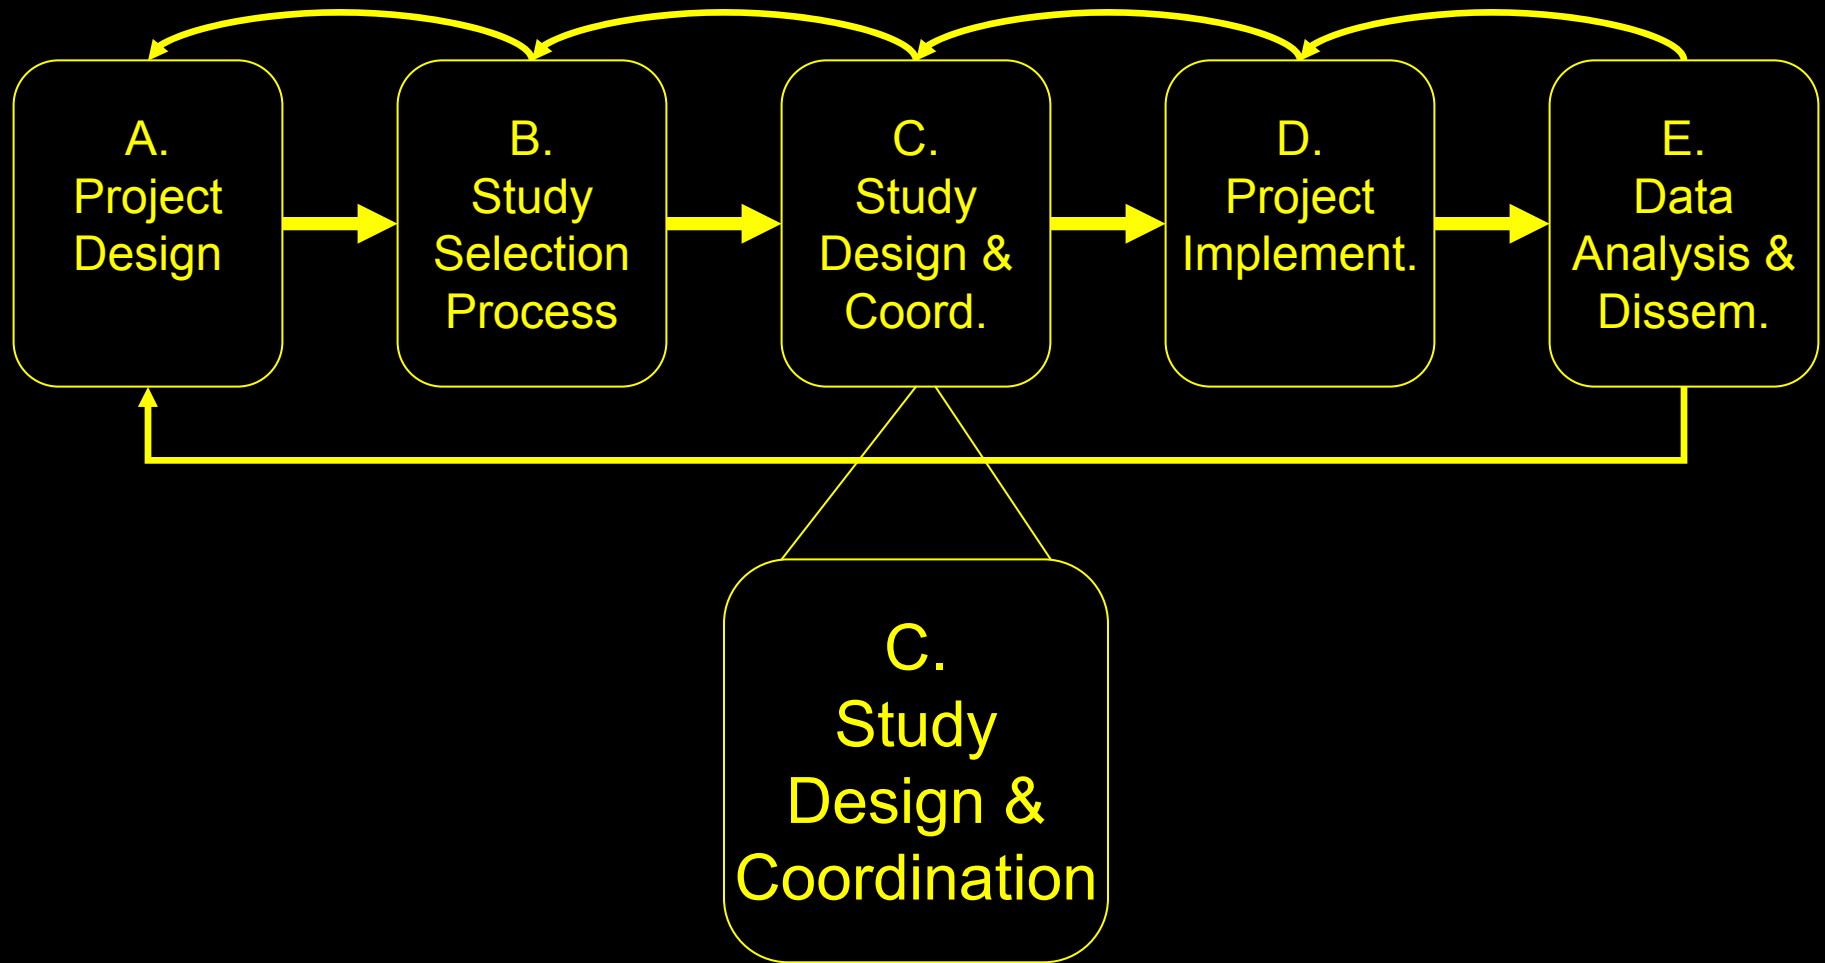 A.
Project
Design
B.
Study
Selection
Process
C.
Study
Design &
Coord.
D.
Project
Implement.
E.
Data
Analysis &
Dissem.
C.
Study
Design &
Coordination